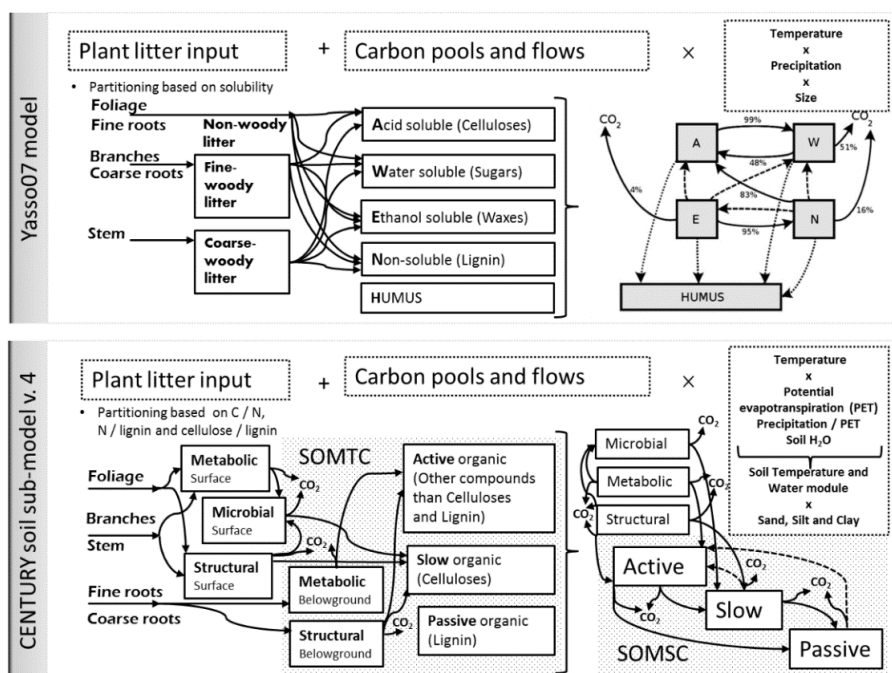 Yasso07 model
Plant litter input
+
Carbon pools and flows
×
Temperature
x
Precipitation
x
Size
• Partitioning based on solubility
Foliage
Fine roots
Non-woody
litter
Branches
Coarse roots
Fine-
woody
litter
Stem
Coarse-
woody
litter
Acid soluble (Celluloses)
Water soluble (Sugars)
Ethanol soluble (Waxes)
Non-soluble (Lignin)
HUMUS
CO2
CO2
A
99%
W
51%
48%
83%
4%
E
95%
N
16%
HUMUS
CENTURY soil sub-model v. 4
Plant litter input
+
Carbon pools and flows
×
Temperature
x
Potential
evapotranspiration (PET)
Precipitation / PET
Soil H2O
Soil Temperature and
Water module
x
Sand, Silt and Clay
• Partitioning based on C / N,
N / lignin and cellulose / lignin
Foliage
Branches
Stem
Fine roots
Coarse roots
Metabolic
Surface
CO2
Microbial
Surface
Structural
Surface
CO2
SOMTC
Metabolic
Belowground
Structural
Belowground
CO2
Active organic
(Other compounds
than Celluloses
and Lignin)
Slow organic
(Celluloses)
Passive organic
(Lignin)
Microbial
CO2
Metabolic
CO2
CO2
Structural
Active
CO2
CO2
Slow
CO2
Passive
SOMSC